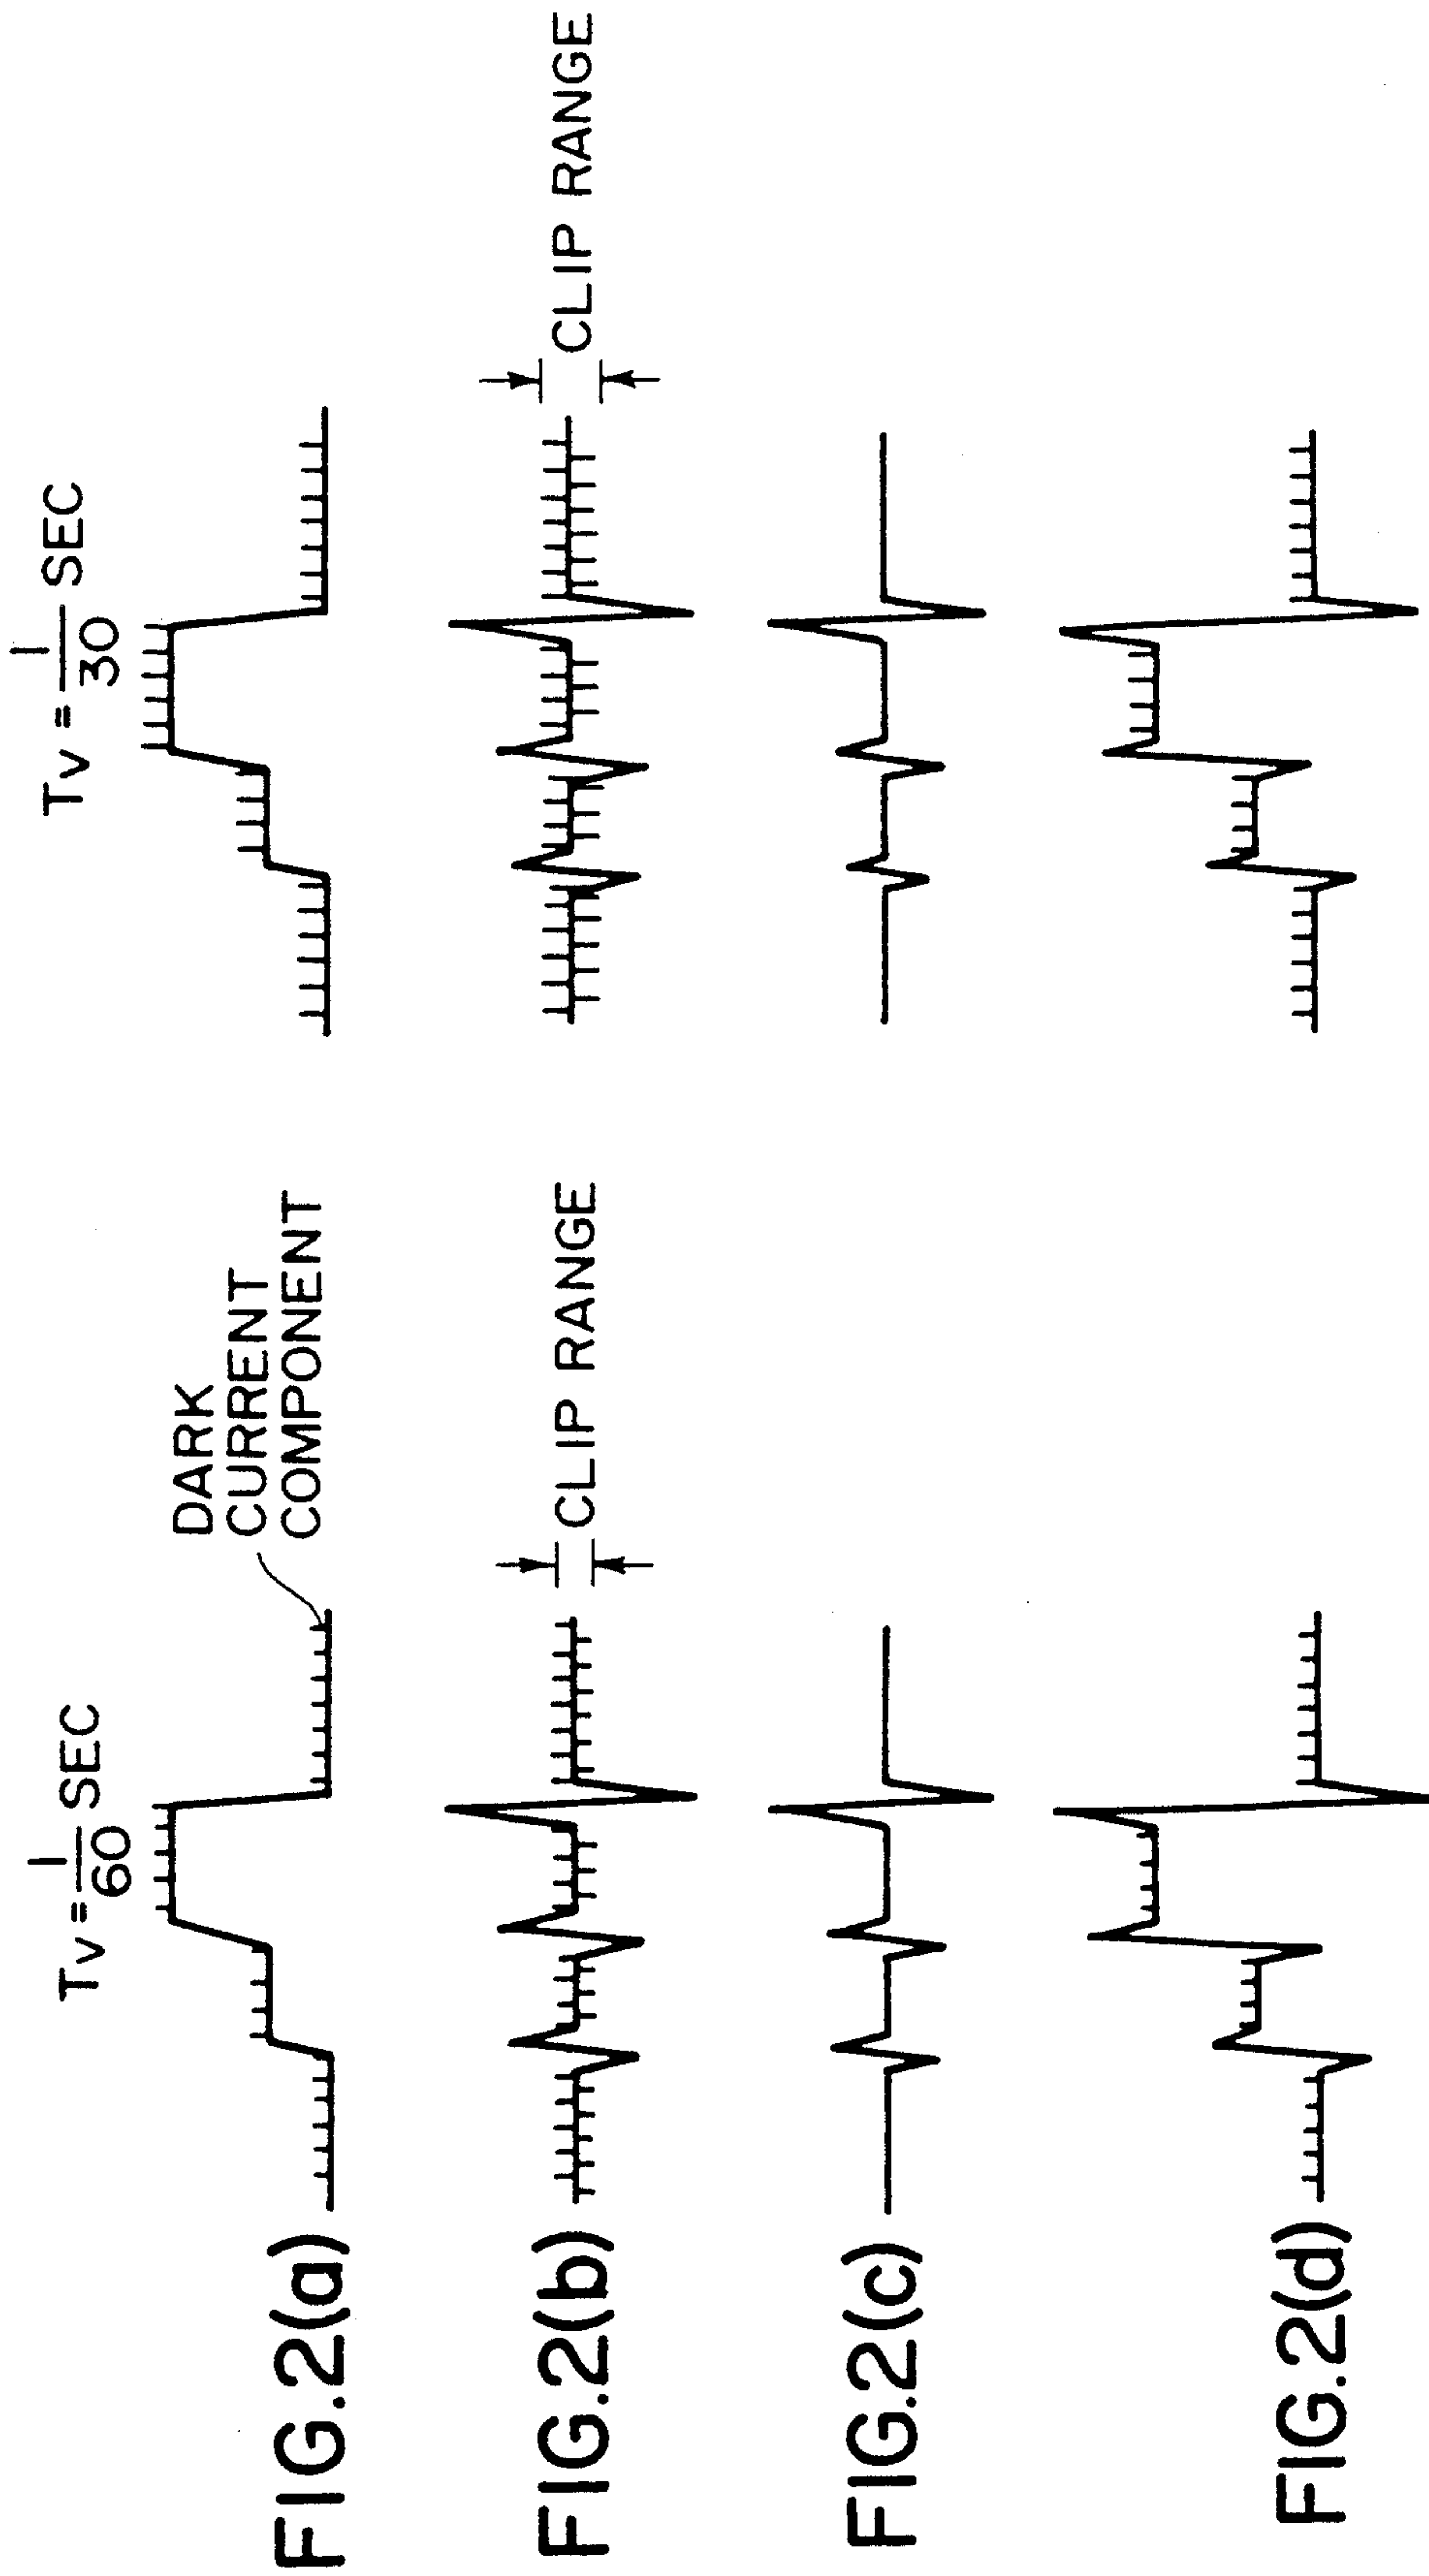 Tv = 1/60 SEC
Tv = 1/30 SEC
DARK
CURRENT
COMPONENT
FIG.2(a)
FIG.2(b)
CLIP RANGE
CLIP RANGE
FIG.2(c)
FIG.2(d)